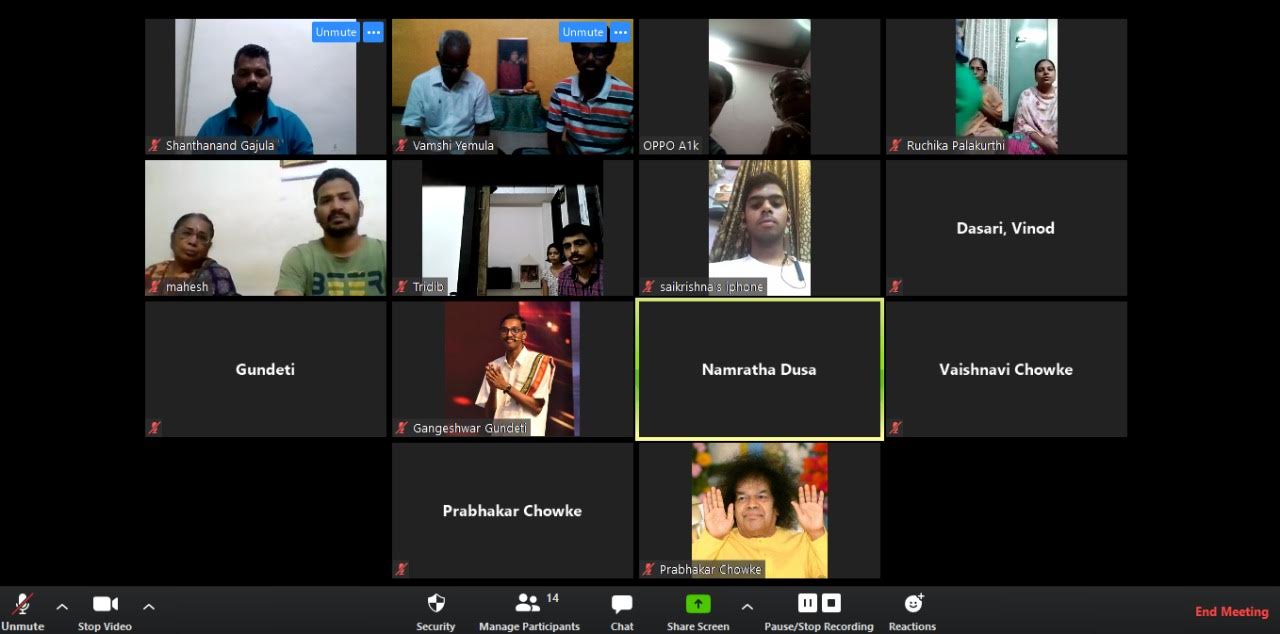 Unmute
Unmute
Shanthanand Gajula
Vamshi Yemula
OPPO A1k
Ruchika Palakurthi
mahesh
Tridib
saikrishna's iphone
Dasari, Vinod
BEER
Gundeti
Gangeshwar Gundeti
Namratha Dusa
Vaishnavi Chowke
Prabhakar Chowke
Prabhakar Chowke
14
Unmute
Stop Video
Security
Manage Participants
Chat
Share Screen
Pause/Stop Recording
Reactions
End Meeting